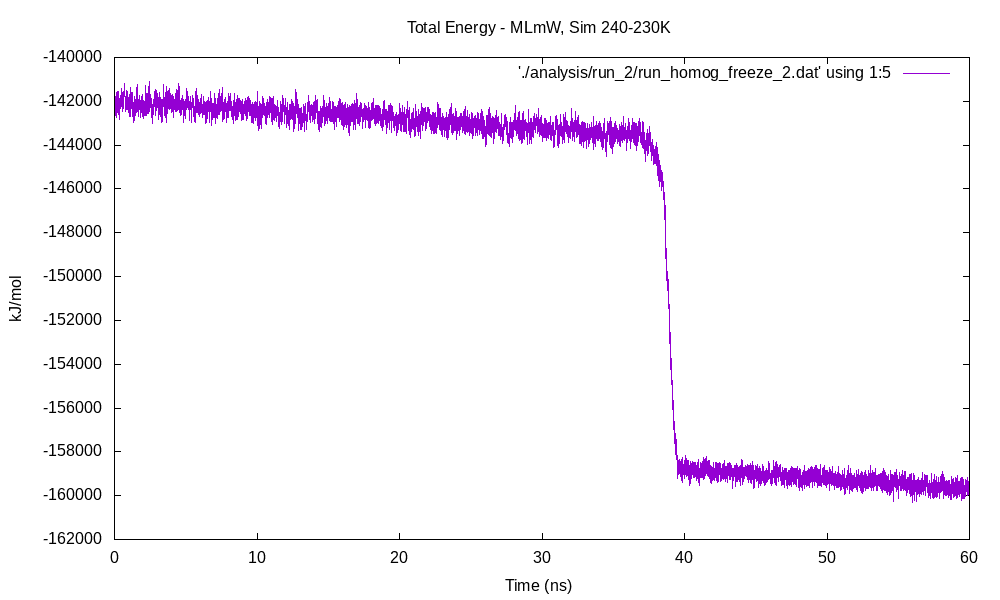 Total Energy - MLmW, Sim 240-230K
'./analysis/run_2/run_homog_freeze_2.dat' using 1:5
-140000
-142000
-144000
-146000
-148000
-150000
-152000
-154000
-156000
-158000
-160000
-162000
kJ/mol
0 10 20 30 40 50 60
Time (ns)